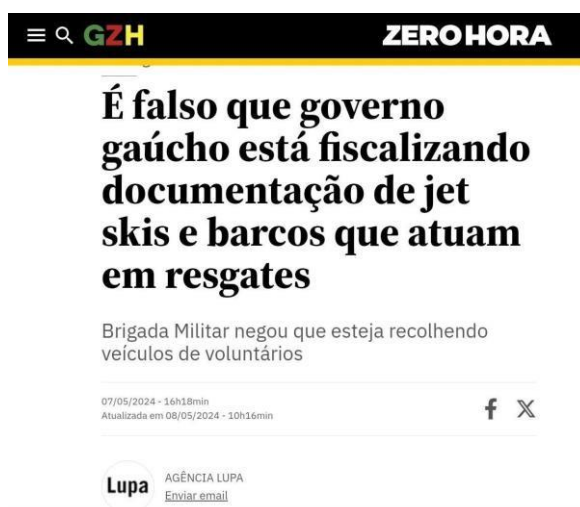 GZH ZERO HORA
É falso que governo
gaúcho está fiscalizando
documentação de jet
skis e barcos que atuam
em resgates
Brigada Militar negou que esteja recolhendo
veículos de voluntários
07/05/2024 - 16h18min
Atualizada em 08/05/2024 - 10h16min
Lupa AGÊNCIA LUPA
Enviar email